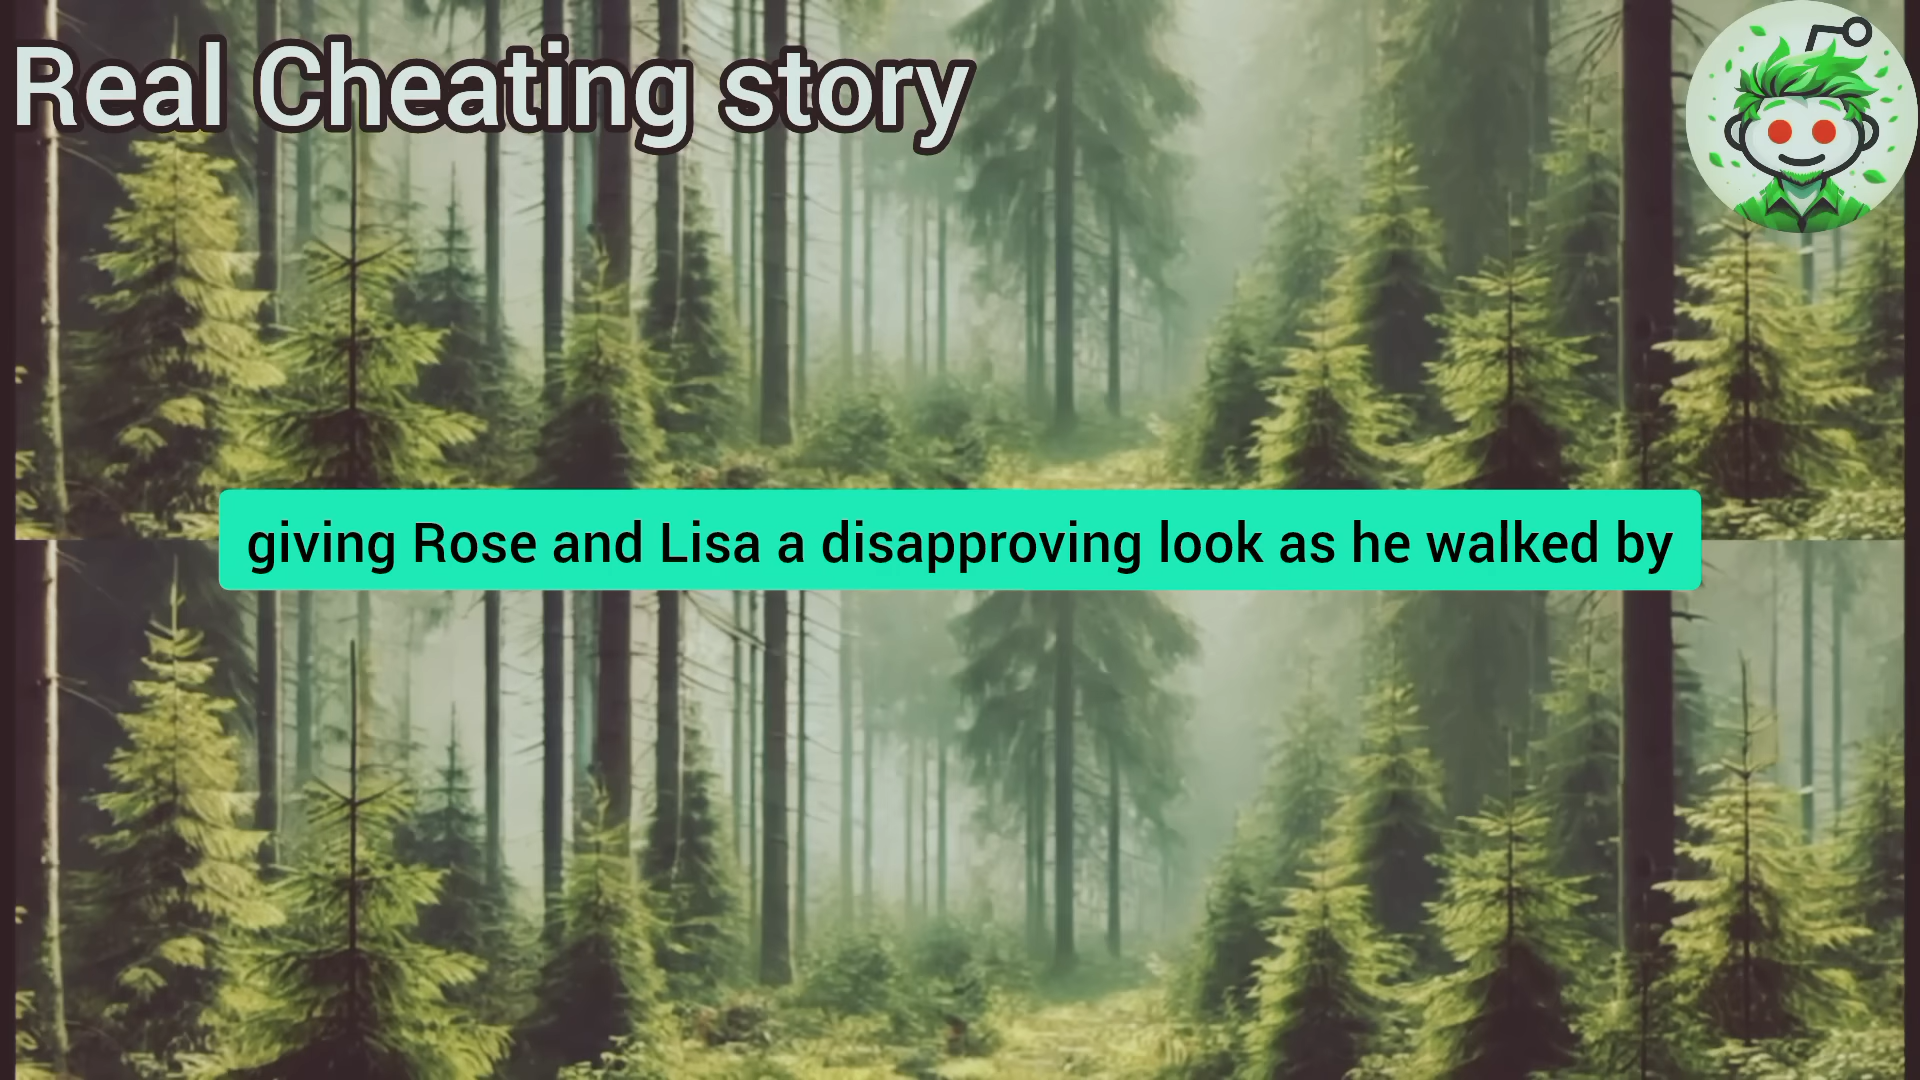 Real Cheating story
giving Rose and Lisa a disapproving look as he walked by